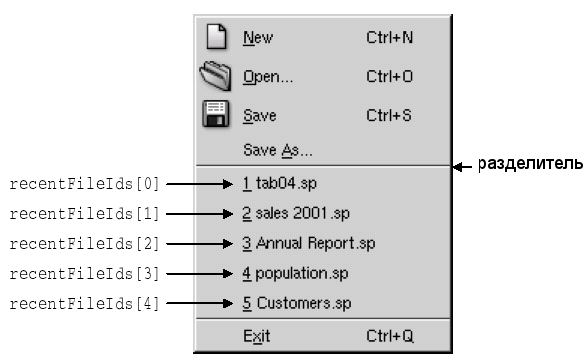 New Ctrl+N
Open... Ctrl+O
Save Ctrl+S
Save As...
разделитель
recentFileIds[0] 1 tab04.sp
recentFileIds[1] 2 sales 2001.sp
recentFileIds[2] 3 Annual Report.sp
recentFileIds[3] 4 population.sp
recentFileIds[4] 5 Customers.sp
Exit Ctrl+Q